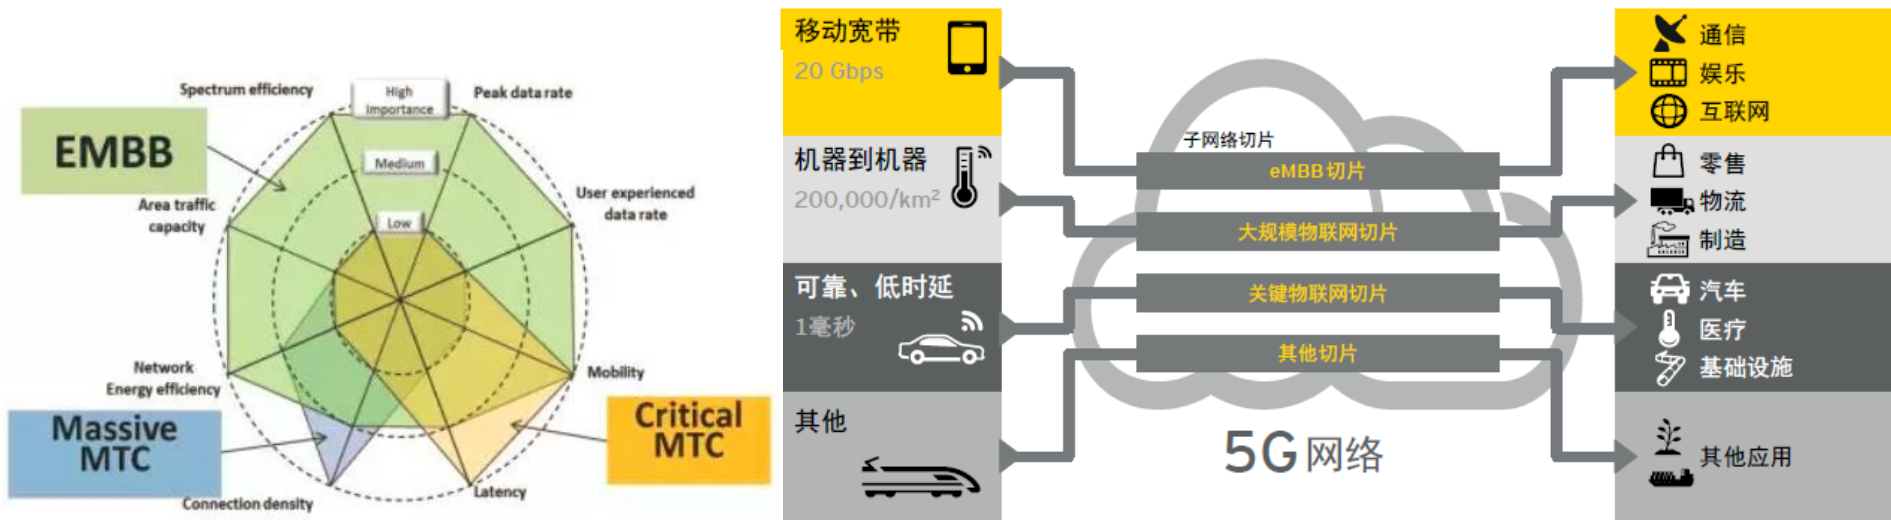 Spectrum efficiency
High
Importance
Peak data rate
EMBB
Medium
Area traffic
capacity
User experienced
data rate
Low
Network
Energy efficiency
Mobility
Massive
MTC
Critical
MTC
Connection density
Latency
移动宽带
20 Gbps
机器到机器
200,000/km²
可靠、低时延
1毫秒
其他
子网络切片
eMBB切片
大规模物联网切片
关键物联网切片
其他切片
5G网络
通信
娱乐
互联网
零售
物流
制造
汽车
医疗
基础设施
其他应用